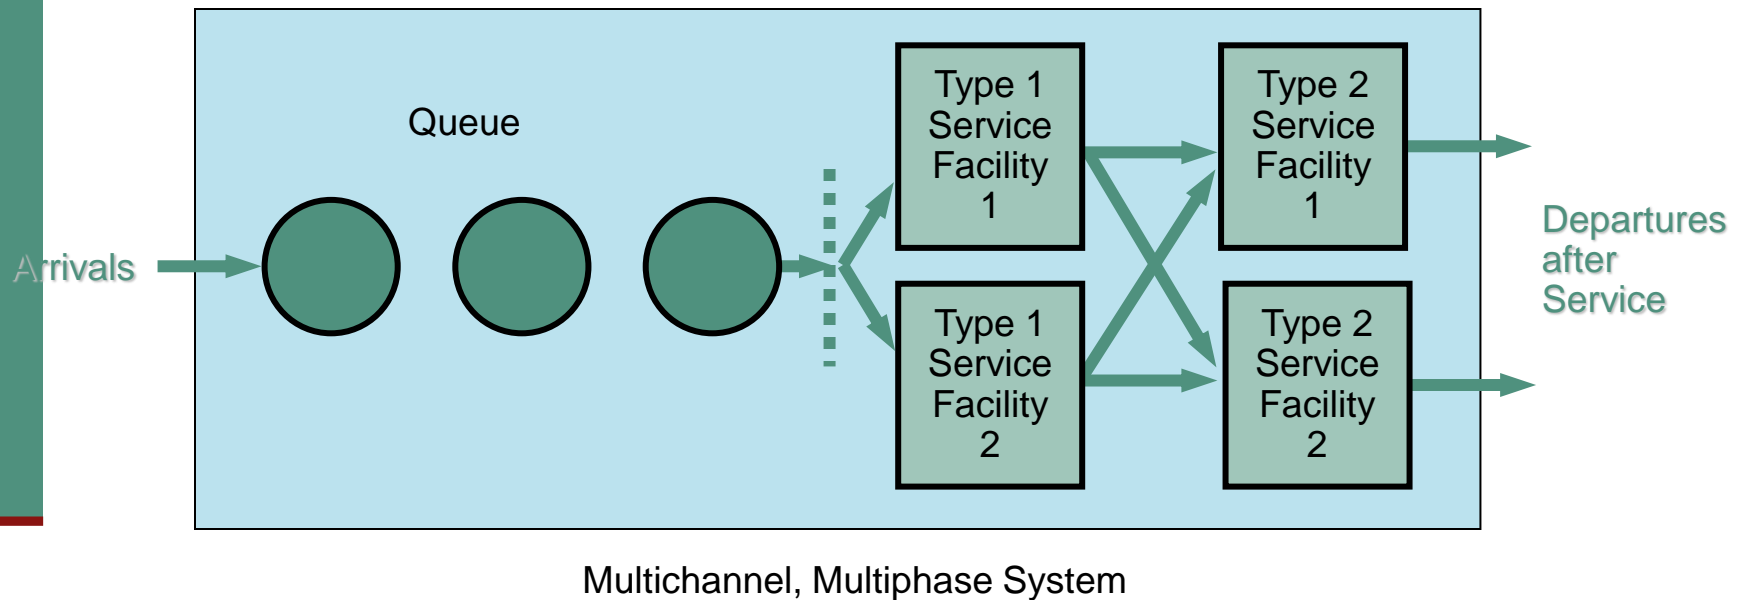 Queue
Arrivals
Type 1
Service
Facility
1
Type 2
Service
Facility
1
Type 1
Service
Facility
2
Type 2
Service
Facility
2
Departures
after
Service
Multichannel, Multiphase System